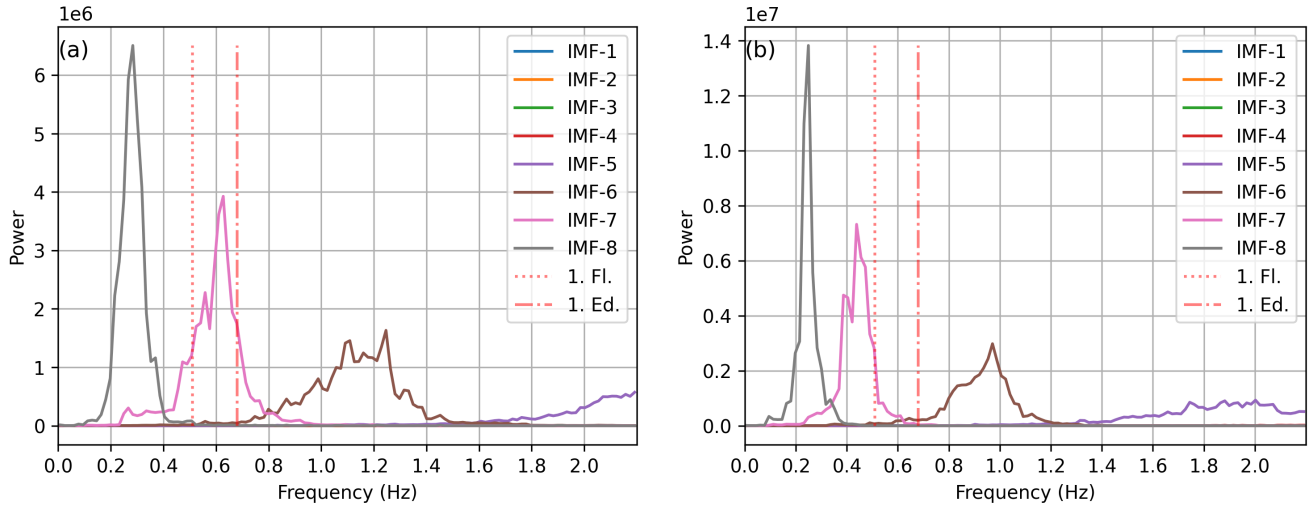 1e6
(a)
6
5
4
3
2
1
0
Power
0.0 0.2 0.4 0.6 0.8 1.0 1.2 1.4 1.6 1.8 2.0
Frequency (Hz)
IMF-1
IMF-2
IMF-3
IMF-4
IMF-5
IMF-6
IMF-7
IMF-8
1. Fl.
1. Ed.
1e7
(b)
1.4
1.2
1.0
0.8
0.6
0.4
0.2
0.0
Power
0.0 0.2 0.4 0.6 0.8 1.0 1.2 1.4 1.6 1.8 2.0
Frequency (Hz)
IMF-1
IMF-2
IMF-3
IMF-4
IMF-5
IMF-6
IMF-7
IMF-8
1. Fl.
1. Ed.